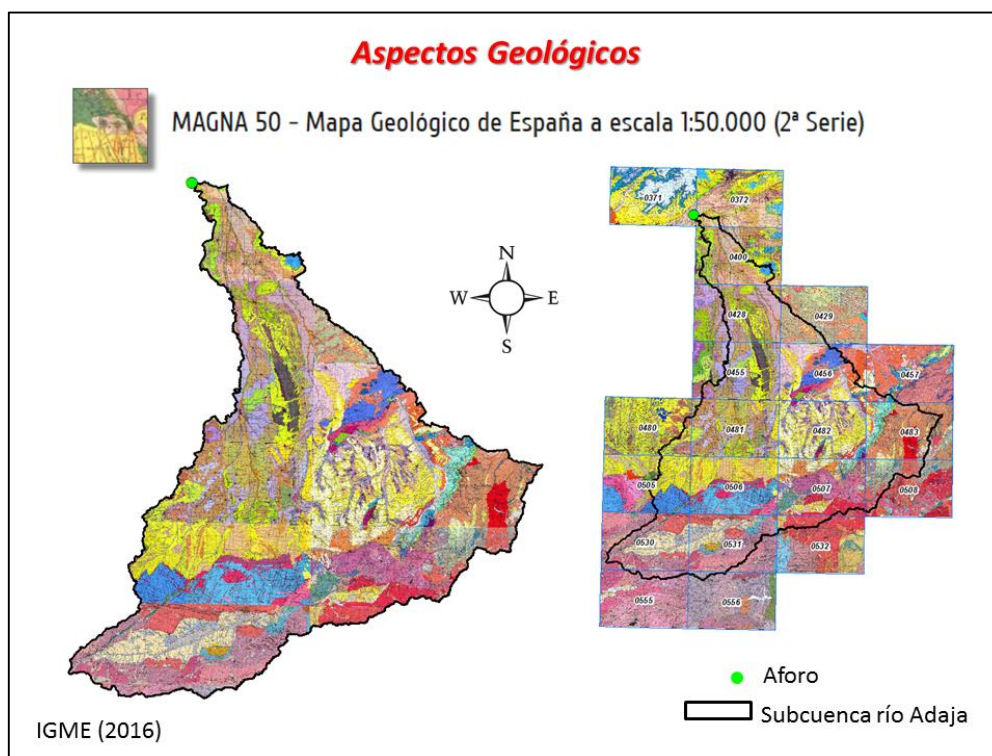 Aspectos Geológicos
MAGNA 50 - Mapa Geológico de España a escala 1:50.000 (2ª Serie)
N
W
E
S
0371
0372
0400
0428
0429
0455
0456
0457
0480
0481
0482
0483
0505
0506
0507
0508
0530
0531
0532
0555
0556
Aforo
Subcuenca río Adaja
IGME (2016)